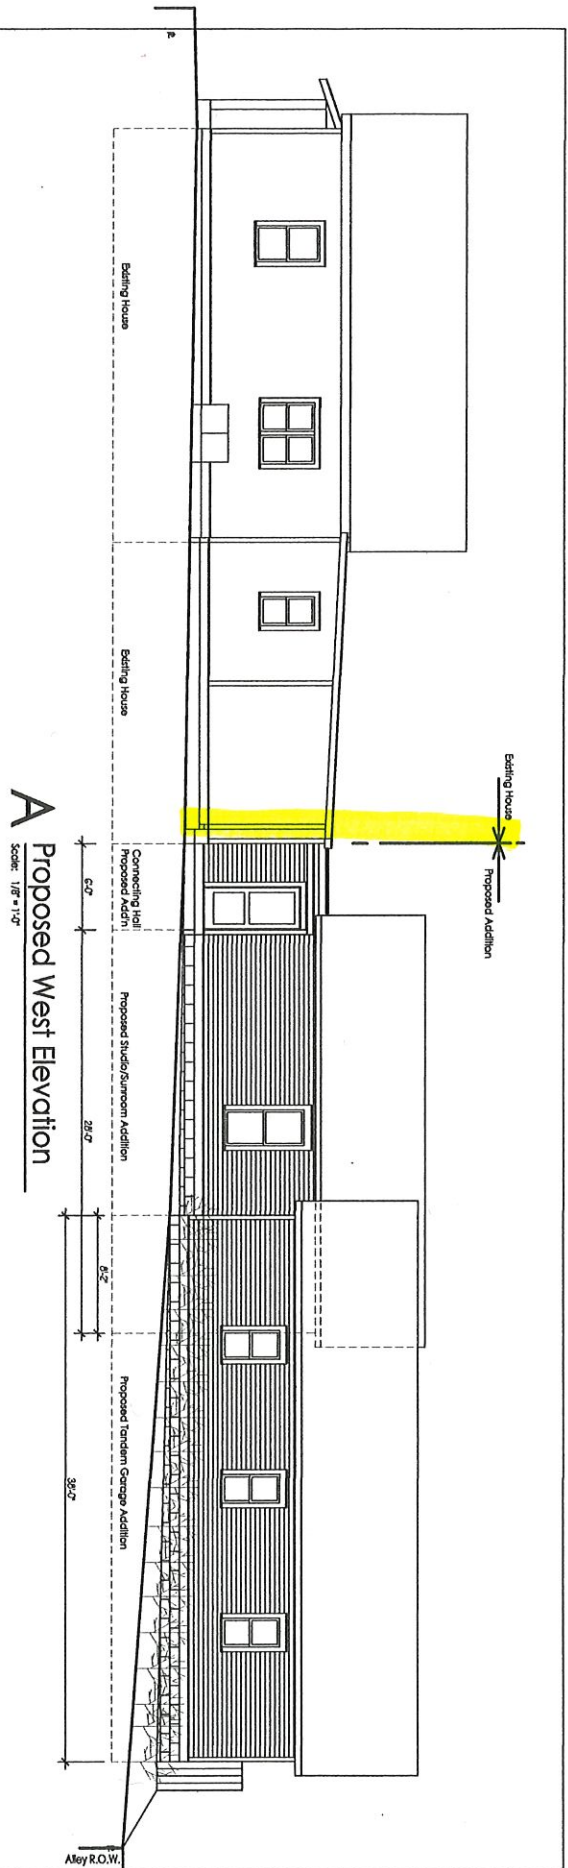 Existing House
Proposed Addition
Existing House
Existing House
Connecting Hall
Proposed Add'n
Proposed Studio/Sunroom Addition
Proposed Tandem Garage Addition
6'-0"
28'-0"
8'-2"
38'-0"
Alley R.O.W.
A
Proposed West Elevation
Scale: 1/8" = 1'-0"